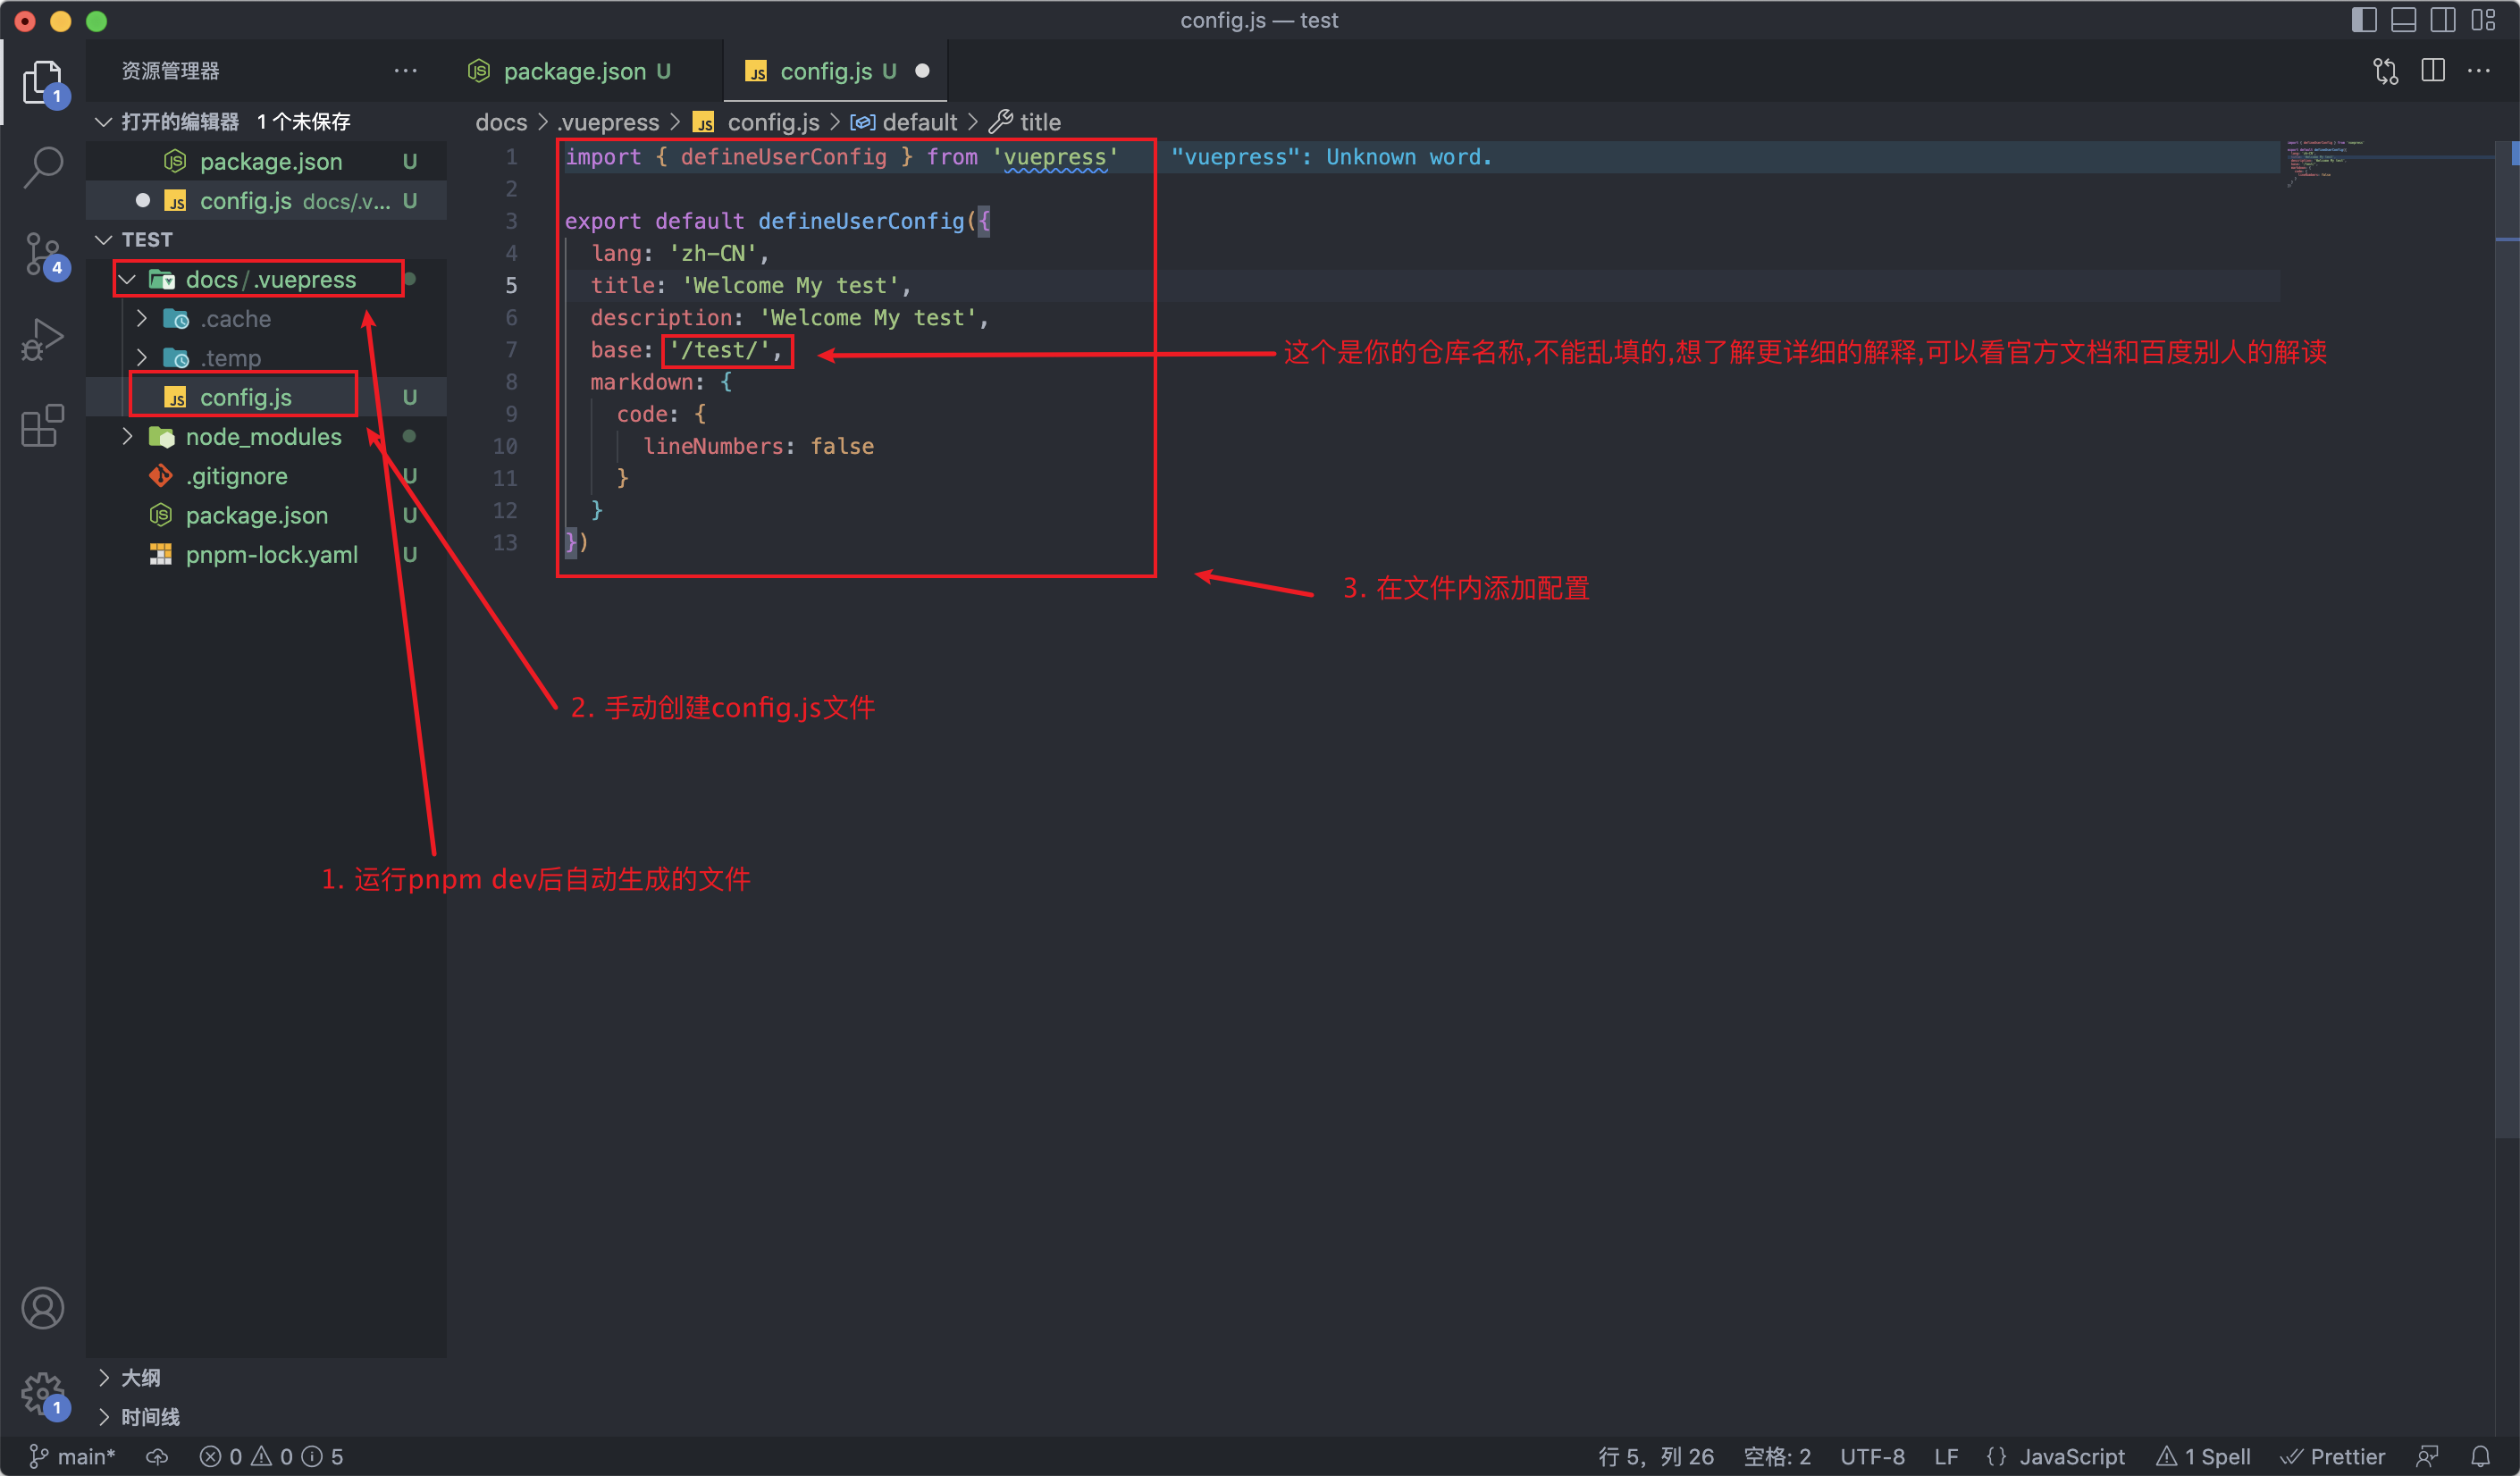 config.js — test
资源管理器
package.json U
config.js U
1
打开的编辑器 1 个未保存
docs > .vuepress > JS config.js > default > title
package.json U
config.js docs/.v... U
TEST
4
docs / .vuepress
.cache
.temp
config.js U
node_modules
.gitignore U
package.json U
pnpm-lock.yaml U
1 import { defineUserConfig } from 'vuepress' "vuepress": Unknown word.
2
3 export default defineUserConfig({
4 lang: 'zh-CN',
5 title: 'Welcome My test',
6 description: 'Welcome My test',
7 base: '/test/',
这个是你的仓库名称,不能乱填的,想了解更详细的解释,可以看官方文档和百度别人的解读
8 markdown: {
9 code: {
10 lineNumbers: false
11 }
12 }
13 })
3. 在文件内添加配置
2. 手动创建config.js文件
1. 运行pnpm dev后自动生成的文件
大纲
1
时间线
main* 0 0 5 行 5，列 26 空格: 2 UTF-8 LF {} JavaScript 1 Spell Prettier